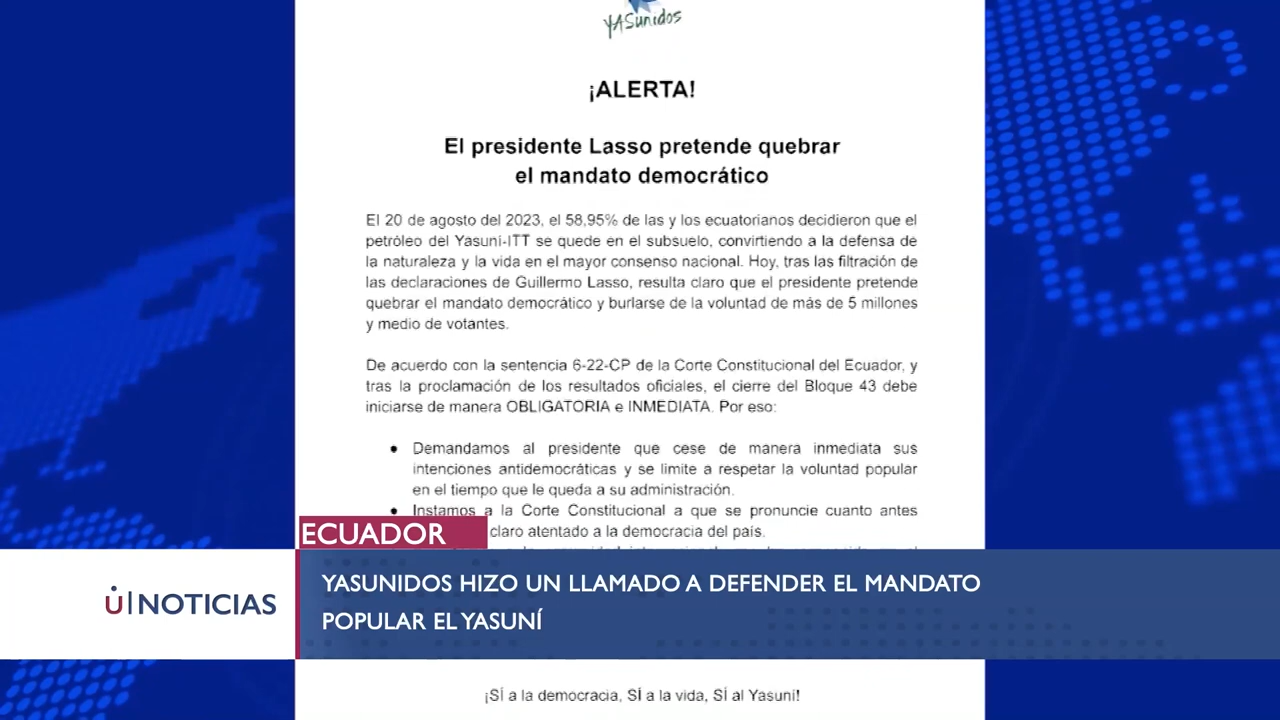 YASunidos
¡ALERTA!
El presidente Lasso pretende quebrar
el mandato democrático
El 20 de agosto del 2023, el 58,95% de las y los ecuatorianos decidieron que el
petróleo del Yasuní-ITT se quede en el subsuelo, convirtiendo a la defensa de
la naturaleza y la vida en el mayor consenso nacional. Hoy, tras las filtración de
las declaraciones de Guillermo Lasso, resulta claro que el presidente pretende
quebrar el mandato democrático y burlarse de la voluntad de más de 5 millones
y medio de votantes.
De acuerdo con la sentencia 6-22-CP de la Corte Constitucional del Ecuador, y
tras la proclamación de los resultados oficiales, el cierre del Bloque 43 debe
iniciarse de manera OBLIGATORIA e INMEDIATA. Por eso:
● Demandamos al presidente que cese de manera inmediata sus
intenciones antidemocráticas y se limite a respetar la voluntad popular
en el tiempo que le queda a su administración.
● Instamos a la Corte Constitucional a que se pronuncie cuanto antes
claro atentado a la democracia del país.
ECUADOR
U|NOTICIAS
YASUNIDOS HIZO UN LLAMADO A DEFENDER EL MANDATO
POPULAR EL YASUNÍ
¡SÍ a la democracia, SÍ a la vida, SÍ al Yasuní!